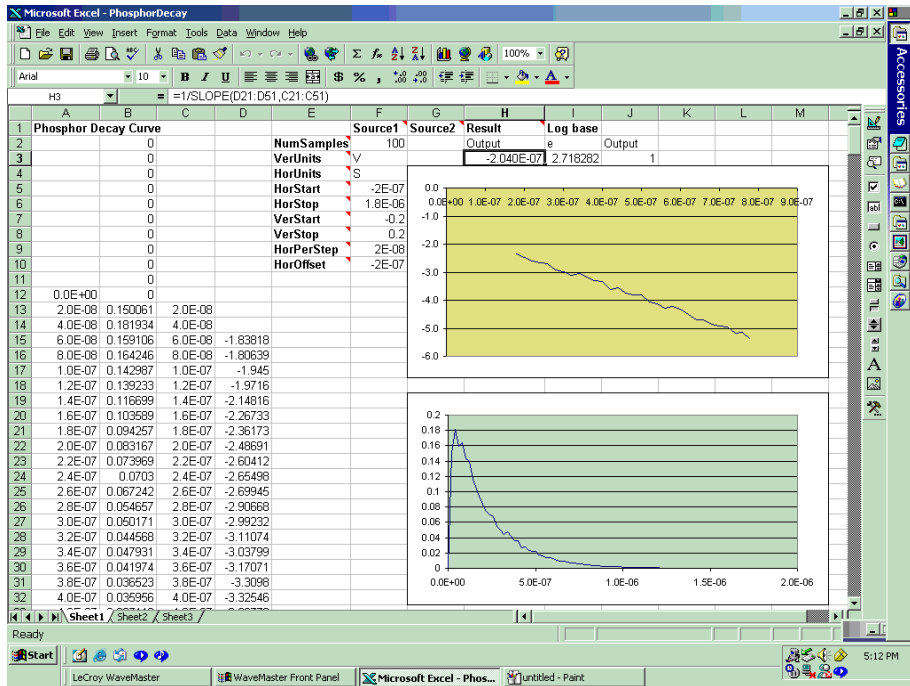 Microsoft Excel - PhosphorDecay
File Edit View Insert Format Tools Data Window Help
100%
Arial 10 B I U $ % ,
H3 = =1/SLOPE(D21:D51,C21:C51)
A B C D E F G H I J K L M
1 Phosphor Decay Curve Source1 Source2 Result Log base
2 0 NumSamples 100 Output e Output
3 0 VerUnits V -2.040E-07 2.718282 1
4 0 HorUnits S
5 0 HorStart -2E-07
6 0 HorStop 1.8E-06
7 0 VerStart -0.2
8 0 VerStop 0.2
9 0 HorPerStep 2E-08
10 0 HorOffset -2E-07
11 0
12 0.0E+00 0
13 2.0E-08 0.150061 2.0E-08
14 4.0E-08 0.181934 4.0E-08
15 6.0E-08 0.159106 6.0E-08 -1.83818
16 8.0E-08 0.164246 8.0E-08 -1.80639
17 1.0E-07 0.142987 1.0E-07 -1.945
18 1.2E-07 0.139233 1.2E-07 -1.9716
19 1.4E-07 0.116699 1.4E-07 -2.14816
20 1.6E-07 0.103589 1.6E-07 -2.26733
21 1.8E-07 0.094257 1.8E-07 -2.36173
22 2.0E-07 0.083167 2.0E-07 -2.48691
23 2.2E-07 0.073969 2.2E-07 -2.60412
24 2.4E-07 0.0703 2.4E-07 -2.65498
25 2.6E-07 0.067242 2.6E-07 -2.69945
26 2.8E-07 0.054657 2.8E-07 -2.90668
27 3.0E-07 0.050171 3.0E-07 -2.99232
28 3.2E-07 0.044568 3.2E-07 -3.11074
29 3.4E-07 0.047931 3.4E-07 -3.03799
30 3.6E-07 0.041974 3.6E-07 -3.17071
31 3.8E-07 0.036523 3.8E-07 -3.3098
32 4.0E-07 0.035956 4.0E-07 -3.32546
0.0
0.0E+00 1.0E-07 2.0E-07 3.0E-07 4.0E-07 5.0E-07 6.0E-07 7.0E-07 8.0E-07 9.0E-07
-1.0
-2.0
-3.0
-4.0
-5.0
-6.0
0.2
0.18
0.16
0.14
0.12
0.1
0.08
0.06
0.04
0.02
0
0.0E+00 5.0E-07 1.0E-06 1.5E-06 2.0E-06
Accessories
Sheet1 Sheet2 Sheet3
Ready
Start
5:12 PM
LeCroy WaveMaster
WaveMaster Front Panel
Microsoft Excel - Phos...
untitled - Paint